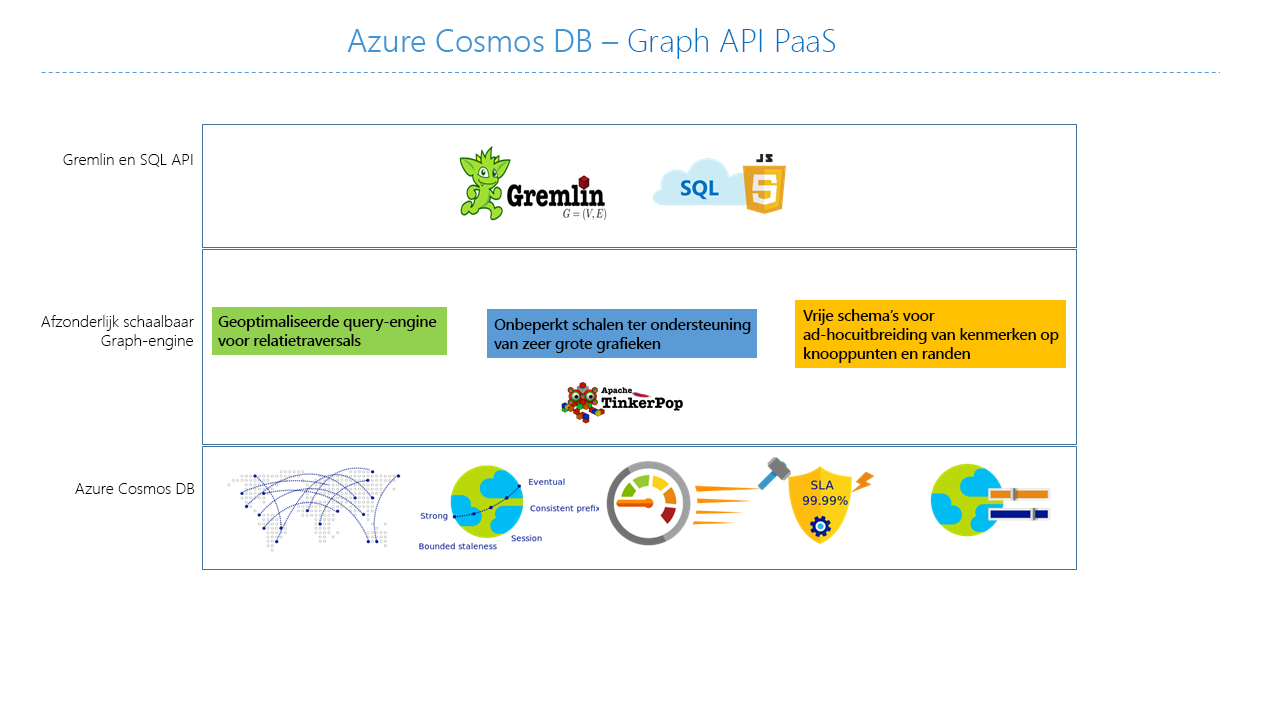 Azure Cosmos DB – Graph API PaaS
Gremlin en SQL API
Gremlin
G = (V, E)
SQL
JS
5
Afzonderlijk schaalbaar
Graph-engine
Geoptimaliseerde query-engine
voor relatietraversals
Onbeperkt schalen ter ondersteuning
van zeer grote grafieken
Vrije schema’s voor
ad-hocuitbreiding van kenmerken op
knooppunten en randen
Apache
TinkerPop
Azure Cosmos DB
Eventual
Consistent prefix
Strong
Session
Bounded staleness
SLA
99.99%